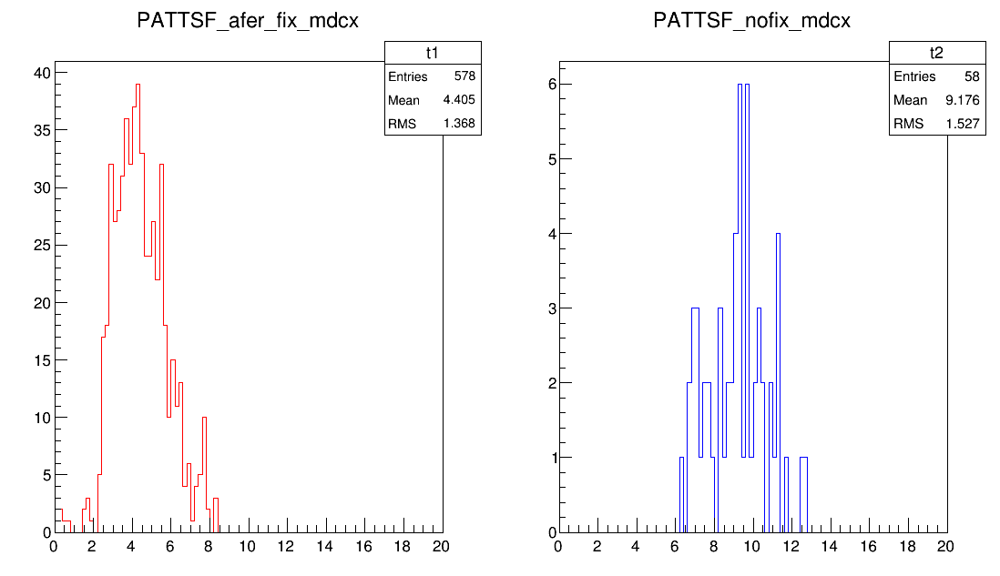 PATTSF_afer_fix_mdcx
t1
Entries 578
Mean 4.405
RMS 1.368
40
35
30
25
20
15
10
5
0
0 2 4 6 8 10 12 14 16 18 20
PATTSF_nofix_mdcx
t2
Entries 58
Mean 9.176
RMS 1.527
6
5
4
3
2
1
0
0 2 4 6 8 10 12 14 16 18 20